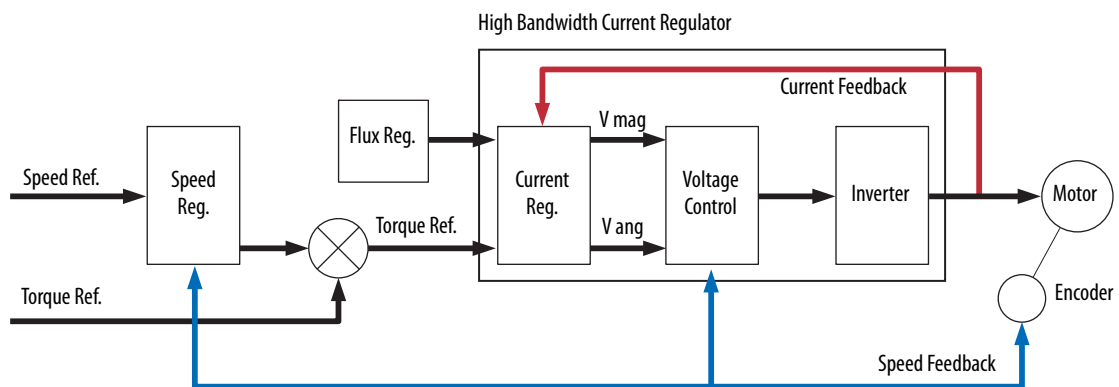 High Bandwidth Current Regulator
Current Feedback
Flux Reg.
V mag
Speed Ref.
Speed
Reg.
Current
Reg.
Voltage
Control
Inverter
Motor
Torque Ref.
V ang
Torque Ref.
Encoder
Speed Feedback